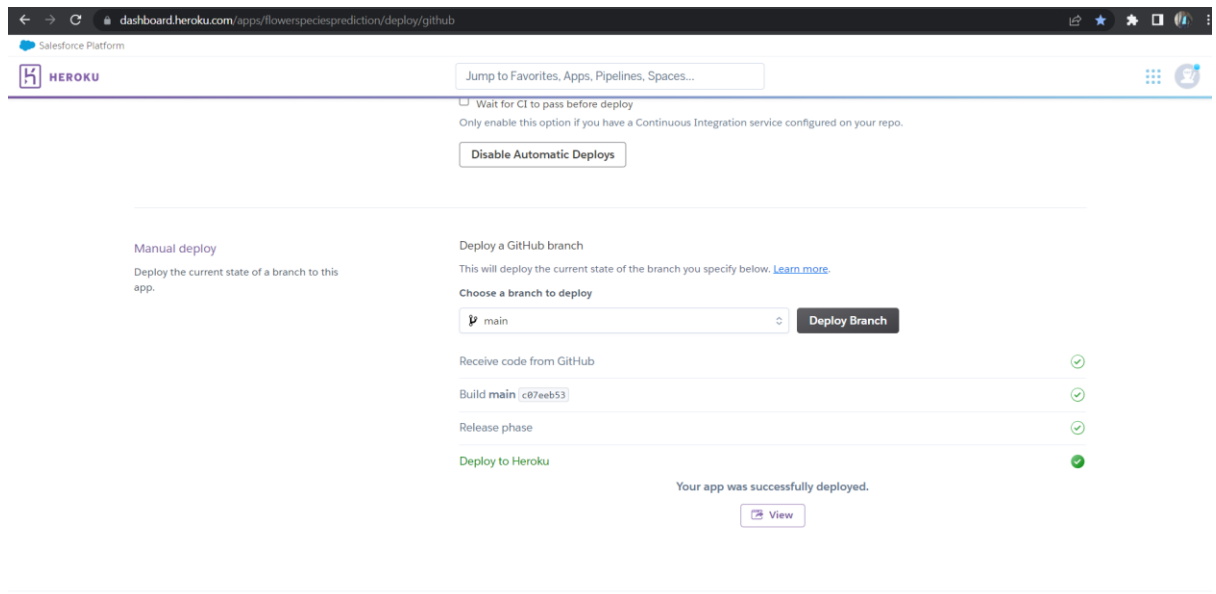 dashboard.heroku.com/apps/flowerspeciesprediction/deploy/github
Salesforce Platform
HEROKU
Jump to Favorites, Apps, Pipelines, Spaces...
Wait for CI to pass before deploy
Only enable this option if you have a Continuous Integration service configured on your repo.
Disable Automatic Deploys
Manual deploy
Deploy the current state of a branch to this
app.
Deploy a GitHub branch
This will deploy the current state of the branch you specify below. Learn more.
Choose a branch to deploy
main
Deploy Branch
Receive code from GitHub
Build main c07eeb53
Release phase
Deploy to Heroku
Your app was successfully deployed.
View